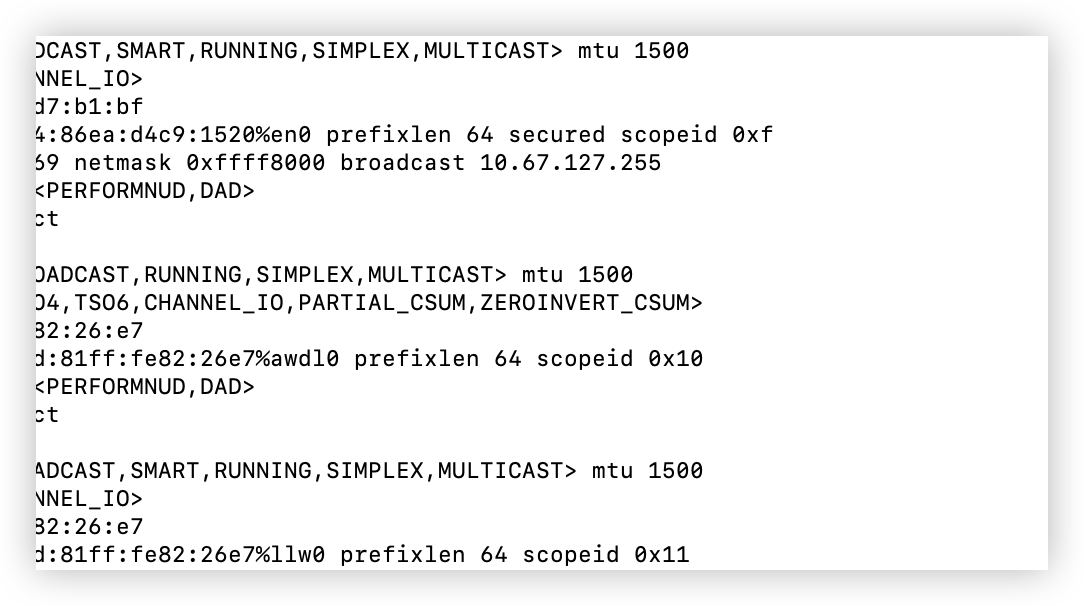 DCAST,SMART,RUNNING,SIMPLEX,MULTICAST> mtu 1500
NNEL_IO>
d7:b1:bf
4:86ea:d4c9:1520%en0 prefixlen 64 secured scopeid 0xf
69 netmask 0xffff8000 broadcast 10.67.127.255
<PERFORMNUD,DAD>
ct
OADCAST,RUNNING,SIMPLEX,MULTICAST> mtu 1500
O4,TSO6,CHANNEL_IO,PARTIAL_CSUM,ZEROINVERT_CSUM>
82:26:e7
d:81ff:fe82:26e7%awdl0 prefixlen 64 scopeid 0x10
<PERFORMNUD,DAD>
ct
ADCAST,SMART,RUNNING,SIMPLEX,MULTICAST> mtu 1500
NNEL_IO>
82:26:e7
d:81ff:fe82:26e7%llw0 prefixlen 64 scopeid 0x11